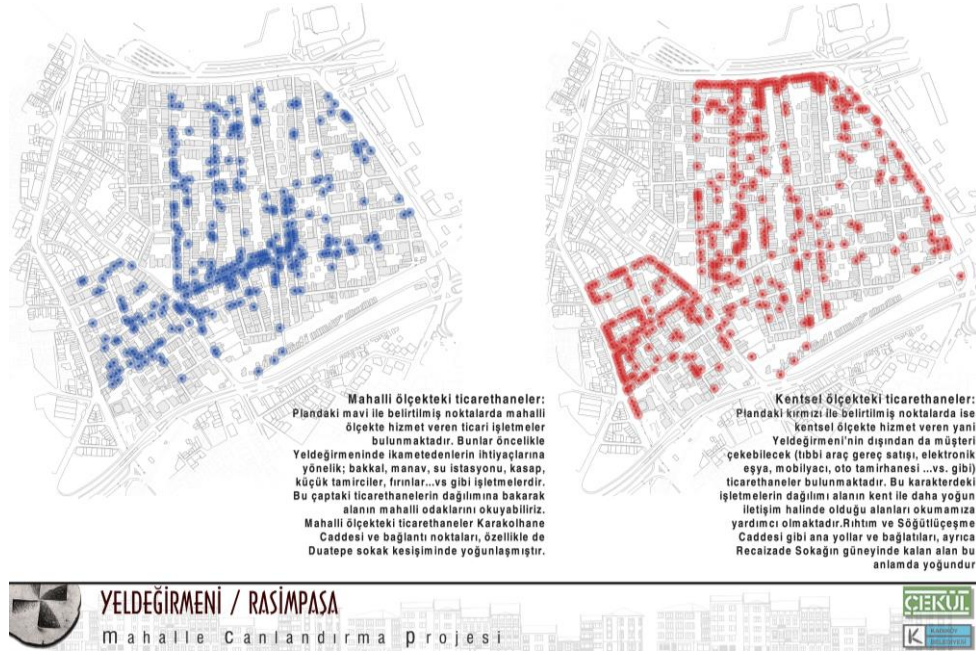 Mahalli ölçekteki ticarethaneler:
Plandaki mavi ile belirtilmiş noktalarda mahalli
ölçekte hizmet veren ticari işletmeler
bulunmaktadır. Bunlar öncelikle
Yeldeğirmeninde ikametedenlerin ihtiyaçlarına
yönelik; bakkal, manav, su istasyonu, kasap,
küçük tamirciler, fırınlar...vs gibi işletmelerdir.
Bu çaptaki ticarethanelerin dağılımına bakarak
alanın mahalli odaklarını okuyabiliriz.
Mahalli ölçekteki ticarethaneler Karakolhane
Caddesi ve bağlantı noktaları, özellikle de
Duatepe sokak kesişiminde yoğunlaşmıştır.
Kentsel ölçekteki ticarethaneler:
Plandaki kırmızı ile belirtilmiş noktalarda ise
kentsel ölçekte hizmet veren yani
Yeldeğirmeni'nin dışından da müşteri
çekebilecek (tıbbi araç gereç satışı, elektronik
eşya, mobilyacı, oto tamirhanesi ...vs. gibi)
ticarethaneler bulunmaktadır. Bu karakterdeki
işletmelerin dağılımı alanın kent ile daha yoğun
iletişim halinde olduğu alanları okumamıza
yardımcı olmaktadır.Rıhtım ve Söğütlüçeşme
Caddesi gibi ana yollar ve bağlatıları, ayrıca
Recaizade Sokağın güneyinde kalan alan bu
anlamda yoğundur
YELDEĞİRMENİ / RASİMPAŞA
mahalle canlandırma projesi
ÇEKÜL
K KADIKÖY
BELEDİYESİ